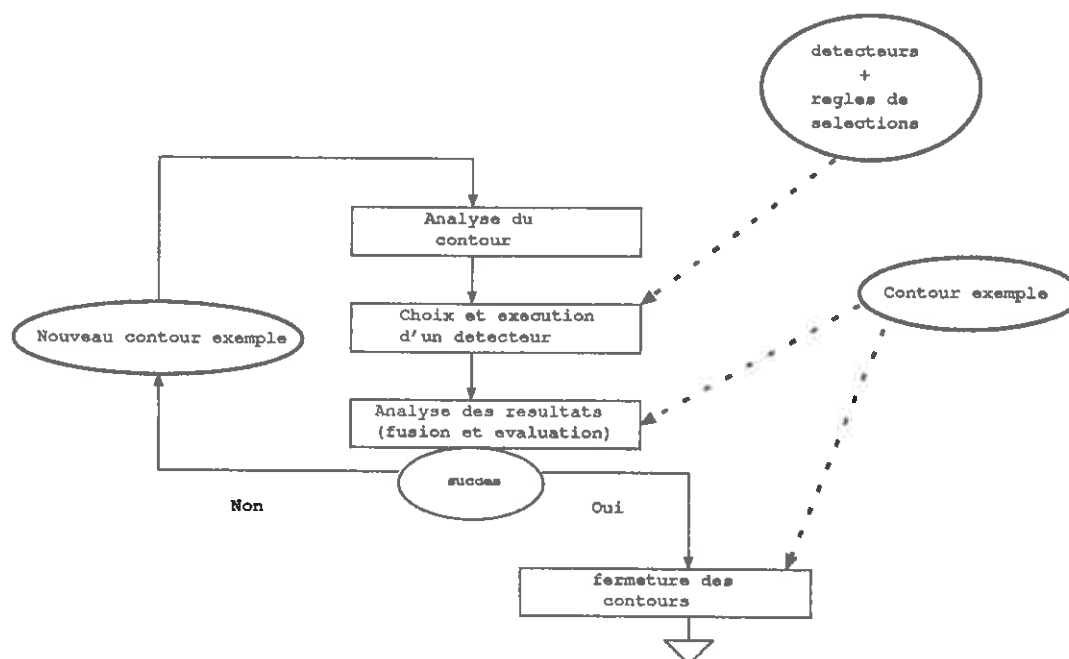 detecteurs
+
regles de
selections
Analyse du
contour
Contour exemple
Choix et execution
d'un detecteur
Nouveau contour exemple
Analyse des resultats
(fusion et evaluation)
succes
Non
Oui
fermeture des
contours